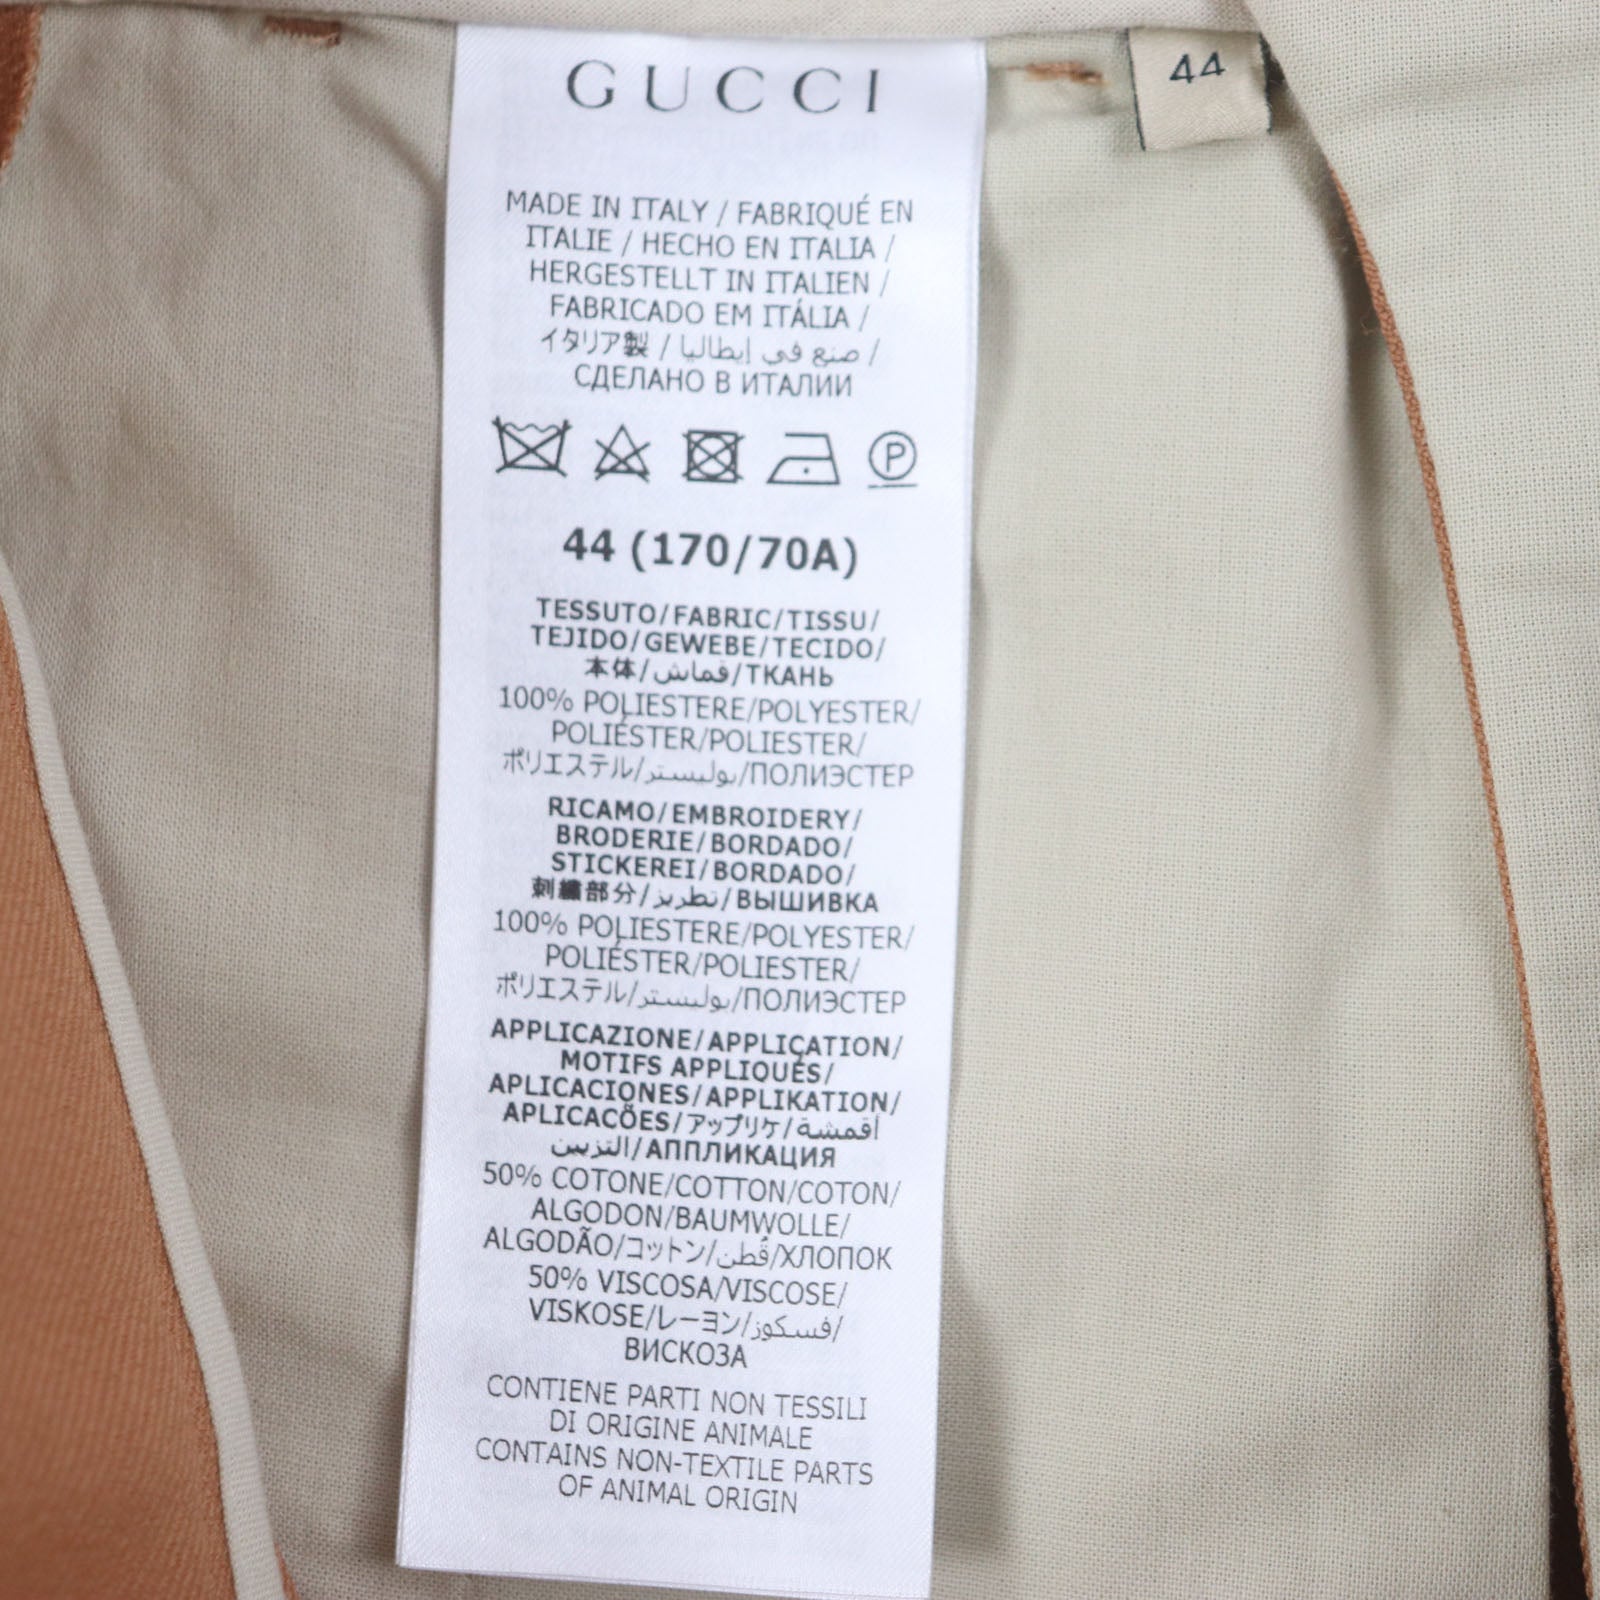 GUCCI
44
MADE IN ITALY / FABRIQUÉ EN
ITALIE / HECHO EN ITALIA /
HERGESTELLT IN ITALIEN /
FABRICADO EM ITÁLIA /
イタリア製 / صنع في إيطاليا /
СДЕЛАНО В ИТАЛИИ
P
44 (170/70A)
TESSUTO/FABRIC/TISSU/
TEJIDO/GEWEBE/TECIDO/
本体/قماش/ТКАНЬ
100% POLIESTERE/POLYESTER/
POLIÉSTER/POLIESTER/
ポリエステル/بوليستر/ПОЛИЭСТЕР
RICAMO/EMBROIDERY/
BRODERIE/BORDADO/
STICKEREI/BORDADO/
刺繍部分/تطريز/ВЫШИВКА
100% POLIESTERE/POLYESTER/
POLIÉSTER/POLIESTER/
ポリエステル/بوليستر/ПОЛИЭСТЕР
APPLICAZIONE/APPLICATION/
MOTIFS APPLIQUÉS/
APLICACIONES/APPLIKATION/
APLICACÕES/アップリケ/أقمشة
التزيين/АППЛИКАЦИЯ
50% COTONE/COTTON/COTON/
ALGODON/BAUMWOLLE/
ALGODÃO/コットン/قُطن/ХЛОПОК
50% VISCOSA/VISCOSE/
VISKOSE/レーヨン/فسكوز/
ВИСКОЗА
CONTIENE PARTI NON TESSILI
DI ORIGINE ANIMALE
CONTAINS NON-TEXTILE PARTS
OF ANIMAL ORIGIN